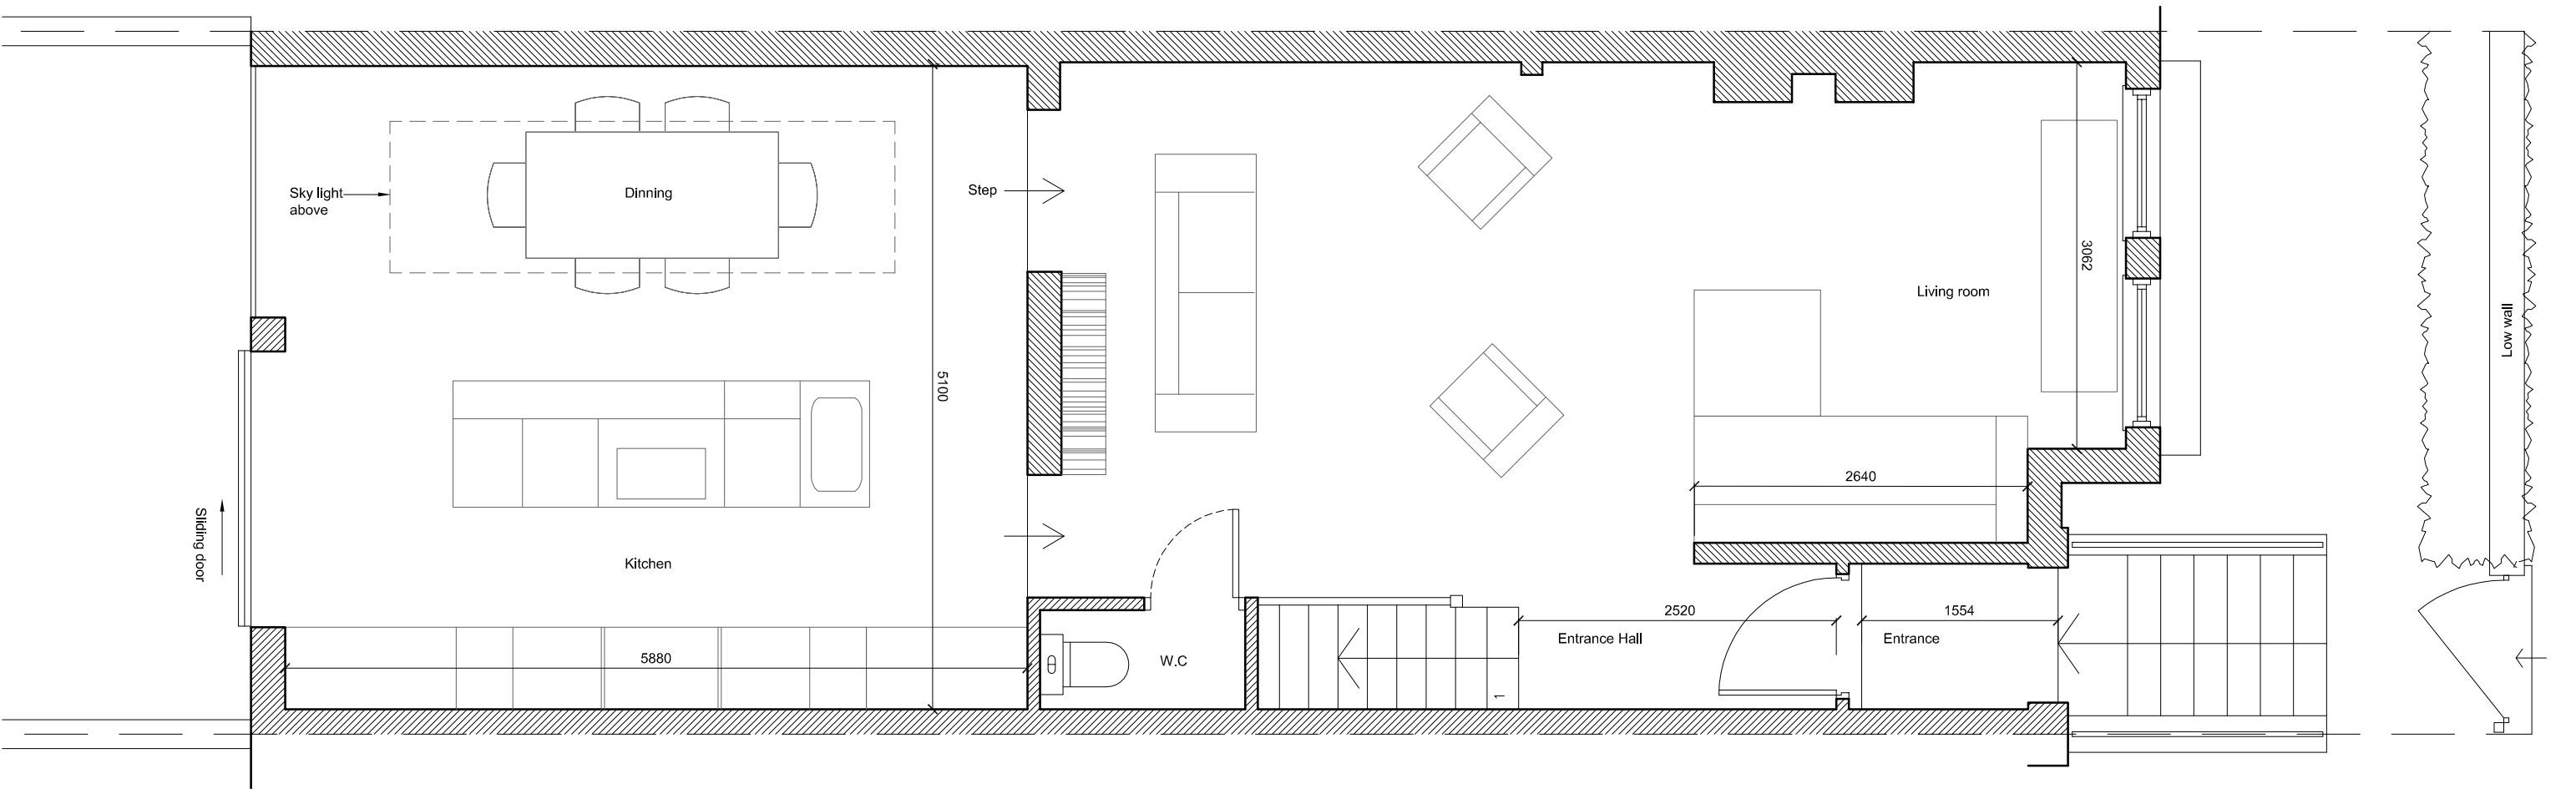 Sky light
above
Dinning
Step
5100
3062
Living room
Low wall
2640
Sliding door
Kitchen
2520
1554
Entrance Hall
Entrance
5880
W.C
1